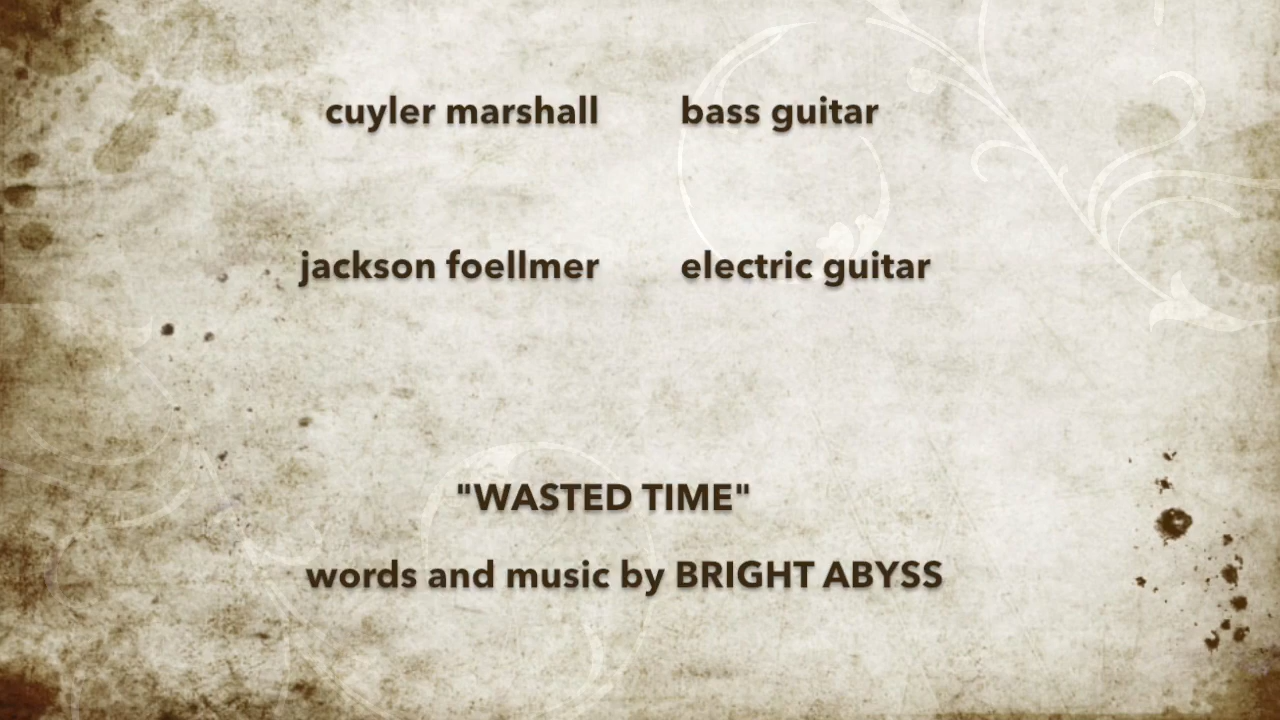 cuyler marshall bass guitar
jackson foellmer electric guitar
"WASTED TIME"
words and music by BRIGHT ABYSS